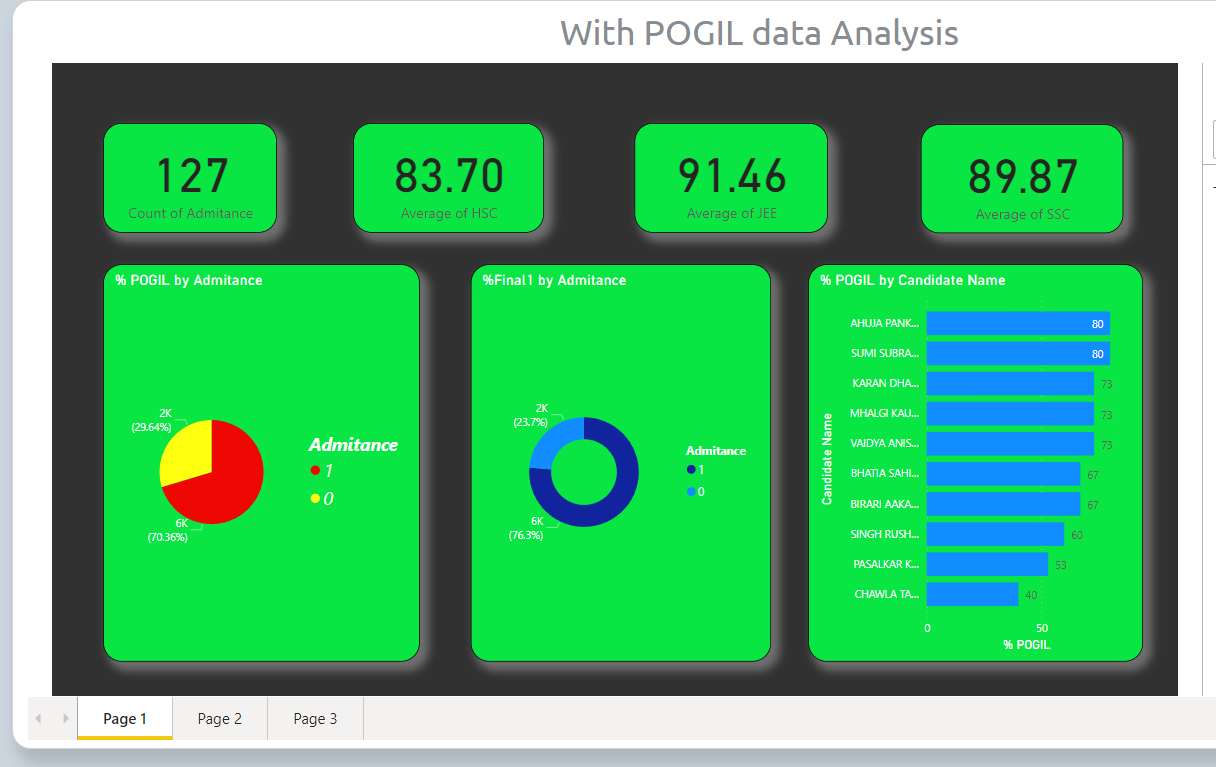 With POGIL data Analysis
127
Count of Admitance
83.70
Average of HSC
91.46
Average of JEE
89.87
Average of SSC
% POGIL by Admitance
2K
(29.64%)
6K
(70.36%)
Admitance
1
0
%Final1 by Admitance
2K
(23.7%)
6K
(76.3%)
Admitance
1
0
% POGIL by Candidate Name
Candidate Name
AHUJA PANK... 80
SUMI SUBRA... 80
KARAN DHA... 73
MHALGI KAU... 73
VAIDYA ANIS... 73
BHATIA SAHI... 67
BIRARI AAKA... 67
SINGH RUSH... 60
PASALKAR K... 53
CHAWLA TA... 40
0 50
% POGIL
Page 1 Page 2 Page 3